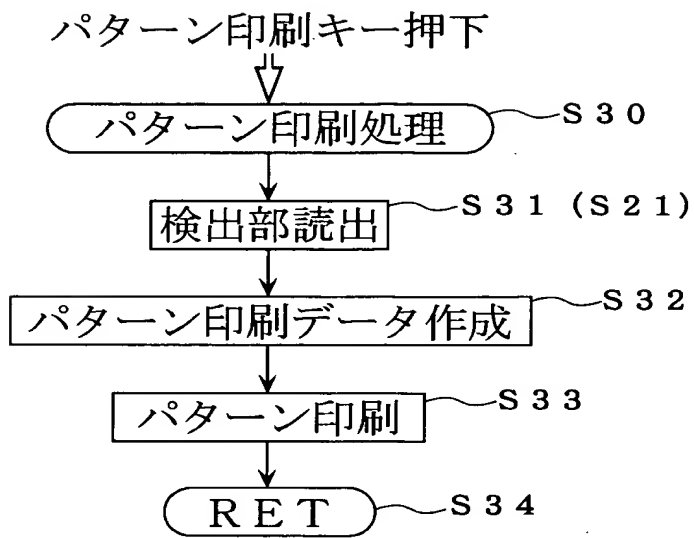 パターン印刷キー押下
パターン印刷処理
S30
検出部読出
S31(S21)
パターン印刷データ作成
S32
パターン印刷
S33
RET
S34